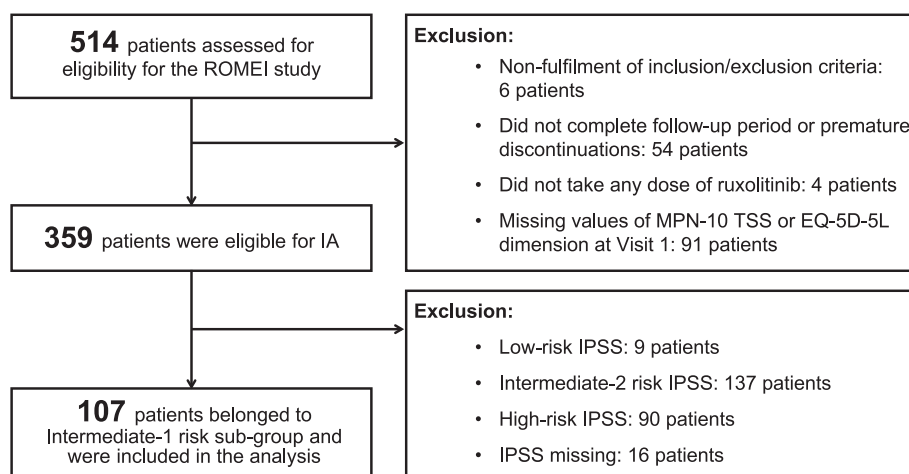 514 patients assessed for
eligibility for the ROMEI study
Exclusion:
• Non-fulfilment of inclusion/exclusion criteria:
6 patients
• Did not complete follow-up period or premature
discontinuations: 54 patients
• Did not take any dose of ruxolitinib: 4 patients
• Missing values of MPN-10 TSS or EQ-5D-5L
dimension at Visit 1: 91 patients
359 patients were eligible for IA
Exclusion:
• Low-risk IPSS: 9 patients
• Intermediate-2 risk IPSS: 137 patients
• High-risk IPSS: 90 patients
• IPSS missing: 16 patients
107 patients belonged to
Intermediate-1 risk sub-group and
were included in the analysis